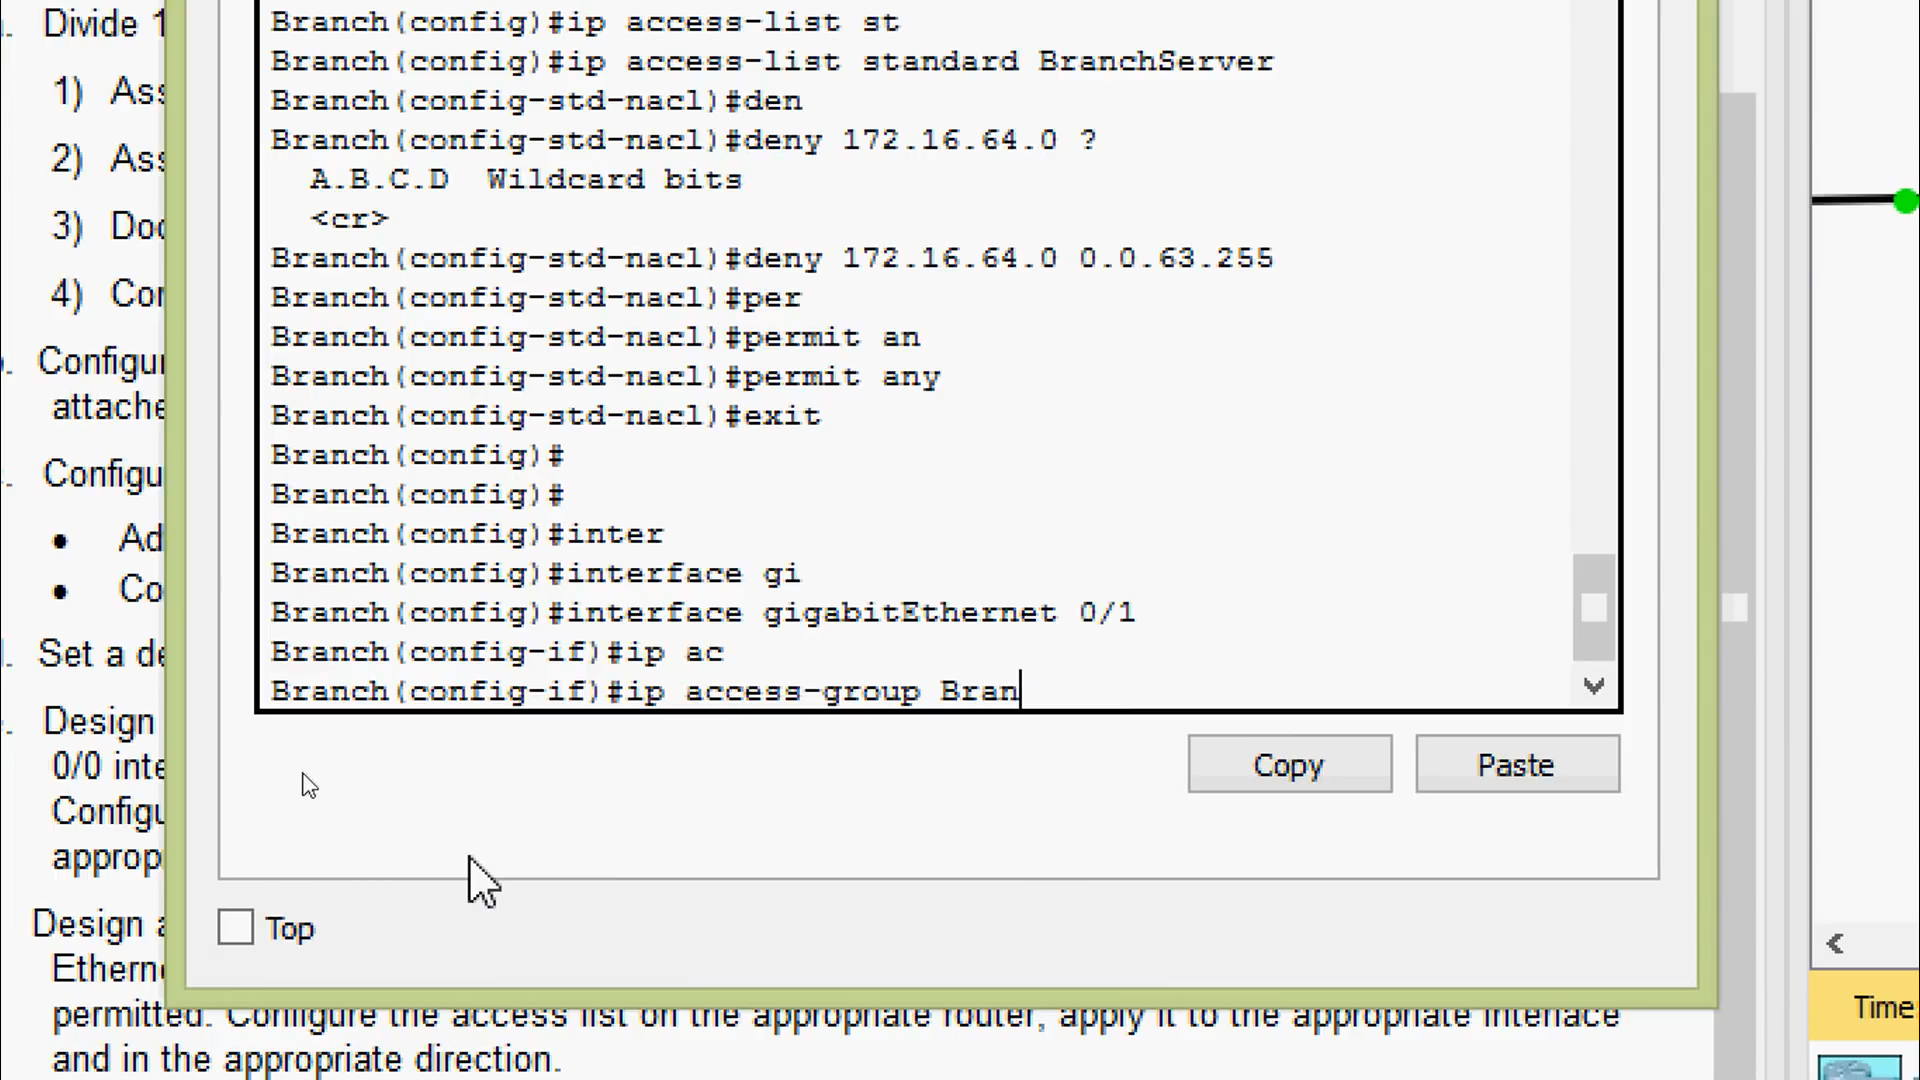 Divide 1
1) Ass
2) Ass
3) Doc
4) Cor
Configur
attache
Configu
Ad
Co
Set a de
Design
0/0 inte
Configu
approp
Design a
Etherne
permitted. Configure the access list on the appropriate router, apply it to the appropriate interface
and in the appropriate direction.
Branch(config)#ip access-list st
Branch(config)#ip access-list standard BranchServer
Branch(config-std-nacl)#den
Branch(config-std-nacl)#deny 172.16.64.0 ?
A.B.C.D Wildcard bits
<cr>
Branch(config-std-nacl)#deny 172.16.64.0 0.0.63.255
Branch(config-std-nacl)#per
Branch(config-std-nacl)#permit an
Branch(config-std-nacl)#permit any
Branch(config-std-nacl)#exit
Branch(config)#
Branch(config)#
Branch(config)#inter
Branch(config)#interface gi
Branch(config)#interface gigabitEthernet 0/1
Branch(config-if)#ip ac
Branch(config-if)#ip access-group Bran
Copy Paste
Top
Time